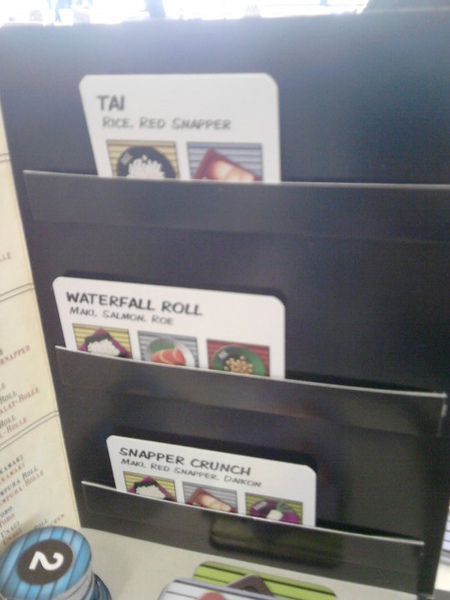 TAI
RICE, RED SNAPPER
WATERFALL ROLL
MAKI, SALMON, ROE
SNAPPER CRUNCH
MAKI, RED SNAPPER, DAIKON
2